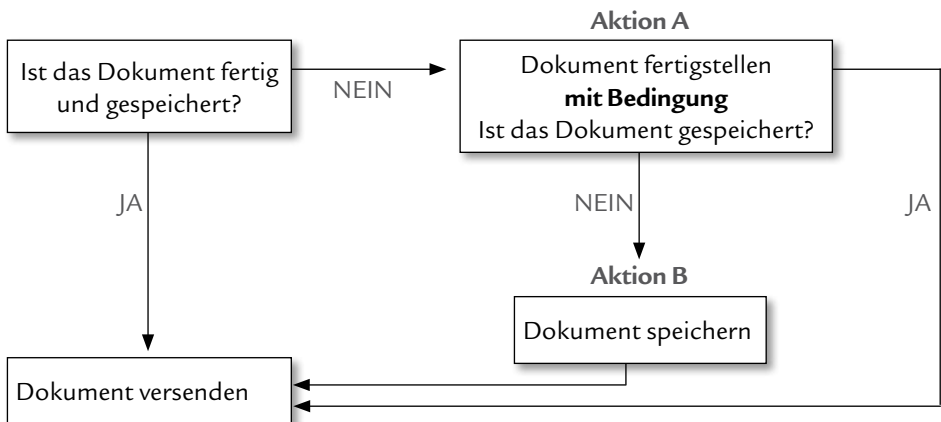 Aktion A
Ist das Dokument fertig
und gespeichert?
NEIN
Dokument fertigstellen
mit Bedingung
Ist das Dokument gespeichert?
JA
NEIN
JA
Aktion B
Dokument speichern
Dokument versenden